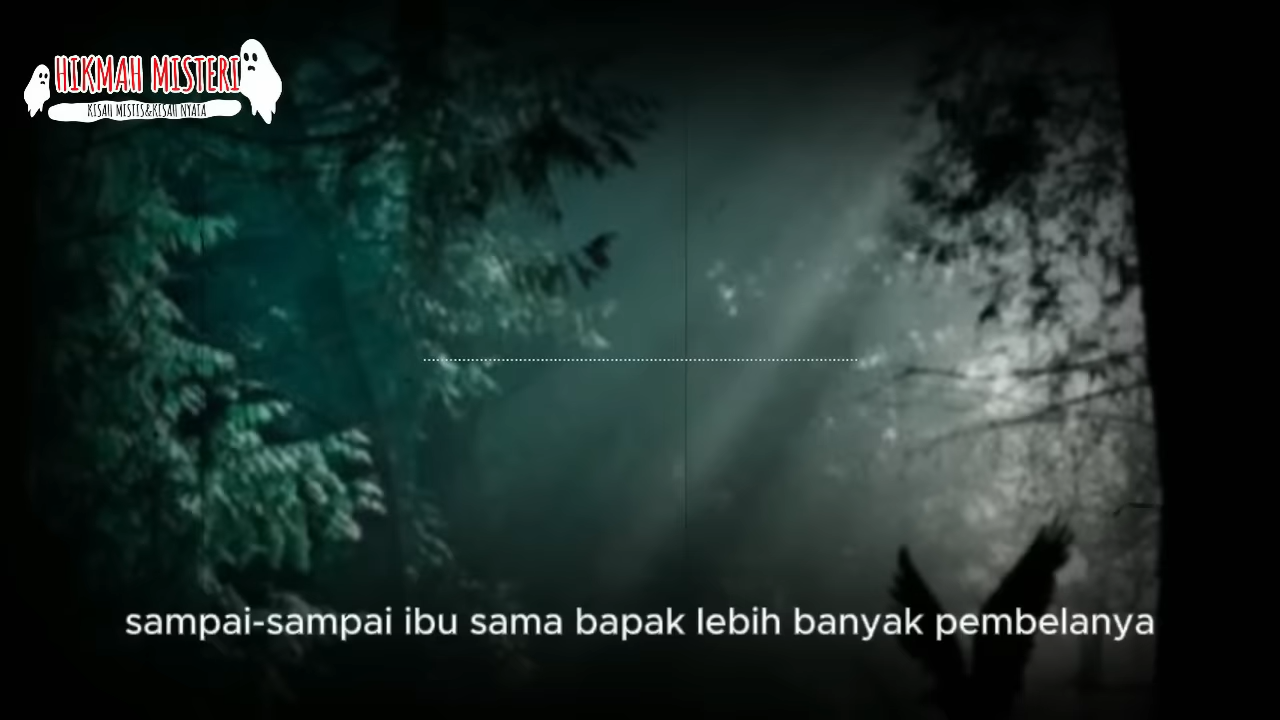 HIKMAH MISTERI
KISAH MISTIS&KISAH NYATA
sampai-sampai ibu sama bapak lebih banyak pembelanya